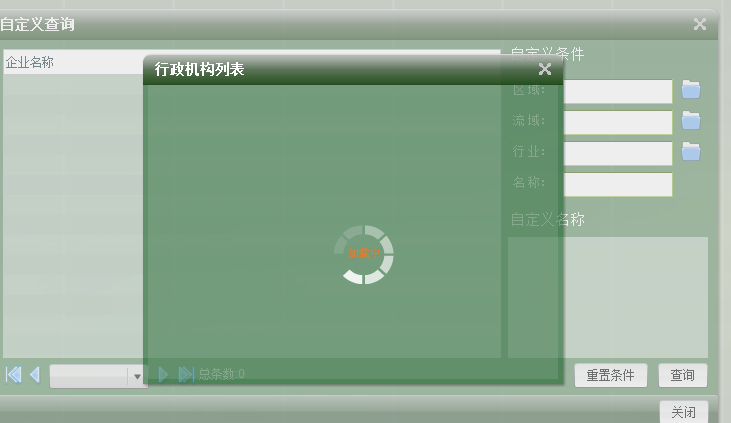 自定义查询
企业名称
行政机构列表
自定义条件
区域：
流域：
行业：
名称：
自定义名称
总条数:0
重置条件
查询
关闭